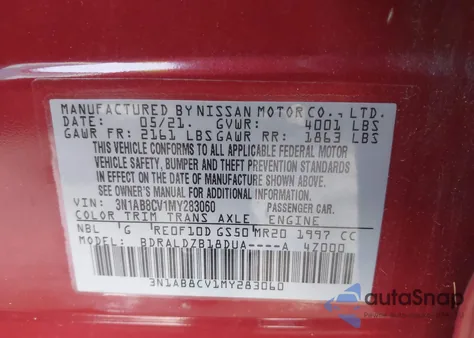 MANUFACTURED BY NISSAN MOTOR CO., LTD.
DATE: 05/21. GVWR: 4001 LBS
GAWR FR: 2161 LBS GAWR RR: 1863 LBS
THIS VEHICLE CONFORMS TO ALL APPLICABLE FEDERAL MOTOR
VEHICLE SAFETY, BUMPER AND THEFT PREVENTION STANDARDS
IN EFFECT ON THE DATE OF MANUFACTURE SHOWN ABOVE.
SEE OWNER'S MANUAL FOR ADDITIONAL INFORMATION.
VIN: 3N1AB8CV1MY283060 PASSENGER CAR.
COLOR TRIM TRANS AXLE ENGINE
NBL G RE0F10D GS50 MR20 1997 CC
MODEL: BDRALDZB18DUA----A 4Z000
3N1AB8CV1MY283060
autoSnap